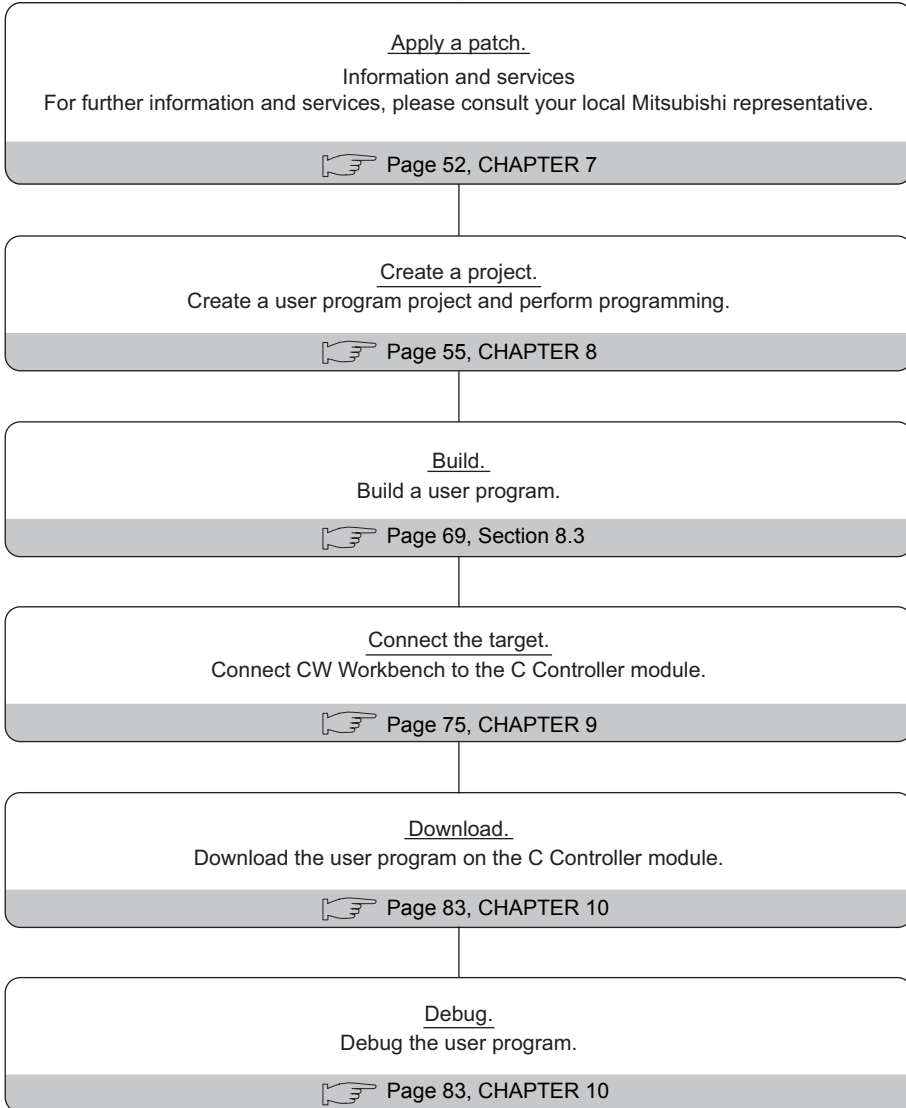 Apply a patch.
Information and services
For further information and services, please consult your local Mitsubishi representative.
Page 52, CHAPTER 7
Create a project.
Create a user program project and perform programming.
Page 55, CHAPTER 8
Build.
Build a user program.
Page 69, Section 8.3
Connect the target.
Connect CW Workbench to the C Controller module.
Page 75, CHAPTER 9
Download.
Download the user program on the C Controller module.
Page 83, CHAPTER 10
Debug.
Debug the user program.
Page 83, CHAPTER 10